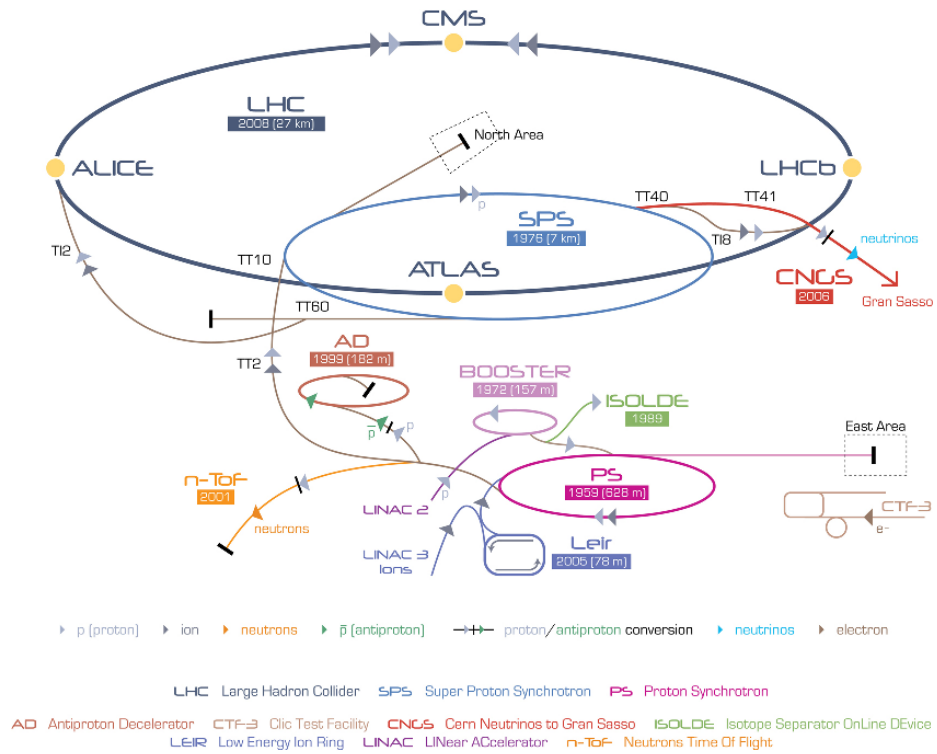 CMS
LHC
2008 (27 km)
North Area
ALICE
LHCb
TT40
TT41
p
SPS
1976 (7 km)
TI8
neutrinos
TI2
TT10
ATLAS
CNGS
2006
Gran Sasso
TT60
AD
1999 (182 m)
TT2
BOOSTER
1972 (157 m)
ISOLDE
1989
p̅
p
East Area
n-ToF
2001
PS
1959 (628 m)
p
LINAC 2
neutrons
CTF-3
e-
LINAC 3
Ions
Leir
2005 (78 m)
p (proton)
ion
neutrons
p̅ (antiproton)
proton/antiproton conversion
neutrinos
electron
LHC Large Hadron Collider SPS Super Proton Synchrotron PS Proton Synchrotron
AD Antiproton Decelerator CTF-3 Clic Test Facility CNGS Cern Neutrinos to Gran Sasso ISOLDE Isotope Separator OnLine DEvice
LEIR Low Energy Ion Ring LINAC LINear ACcelerator n-ToF Neutrons Time Of Flight